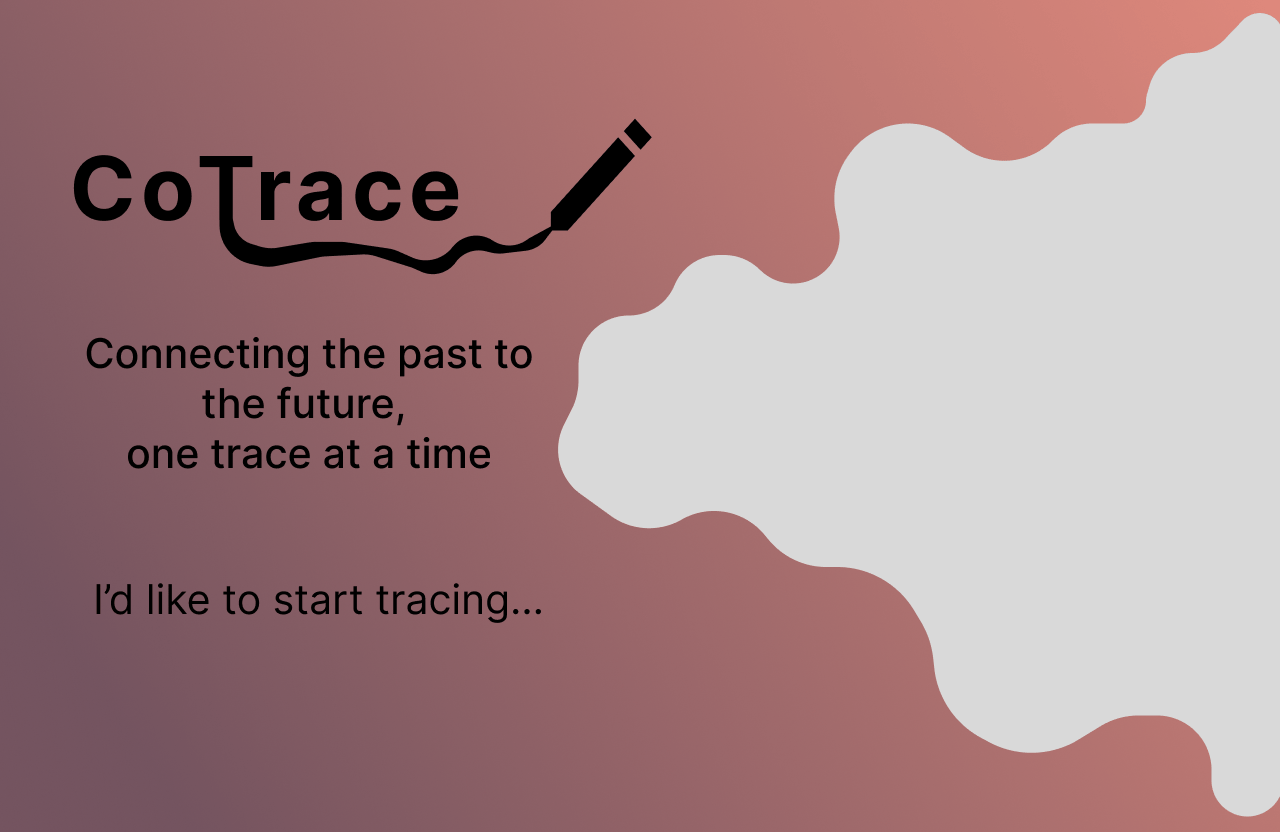 CoTrace
Connecting the past to
the future,
one trace at a time
I’d like to start tracing...